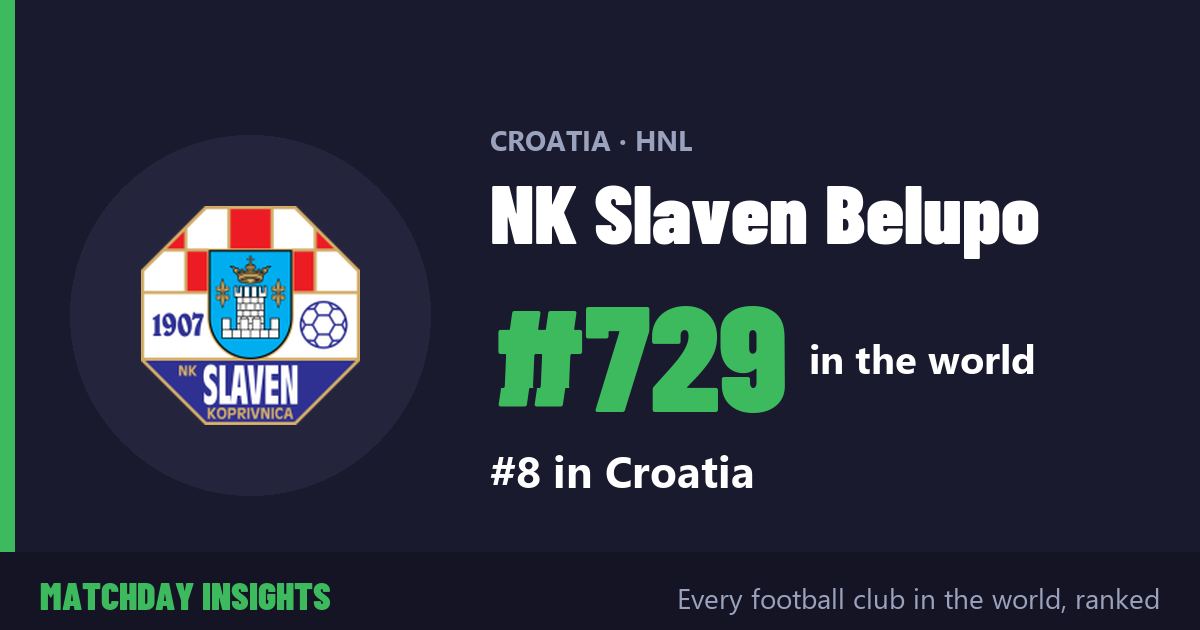 CROATIA · HNL
NK Slaven Belupo
#729 in the world
#8 in Croatia
1907
NK SLAVEN
KOPRIVNICA
MATCHDAY INSIGHTS
Every football club in the world, ranked